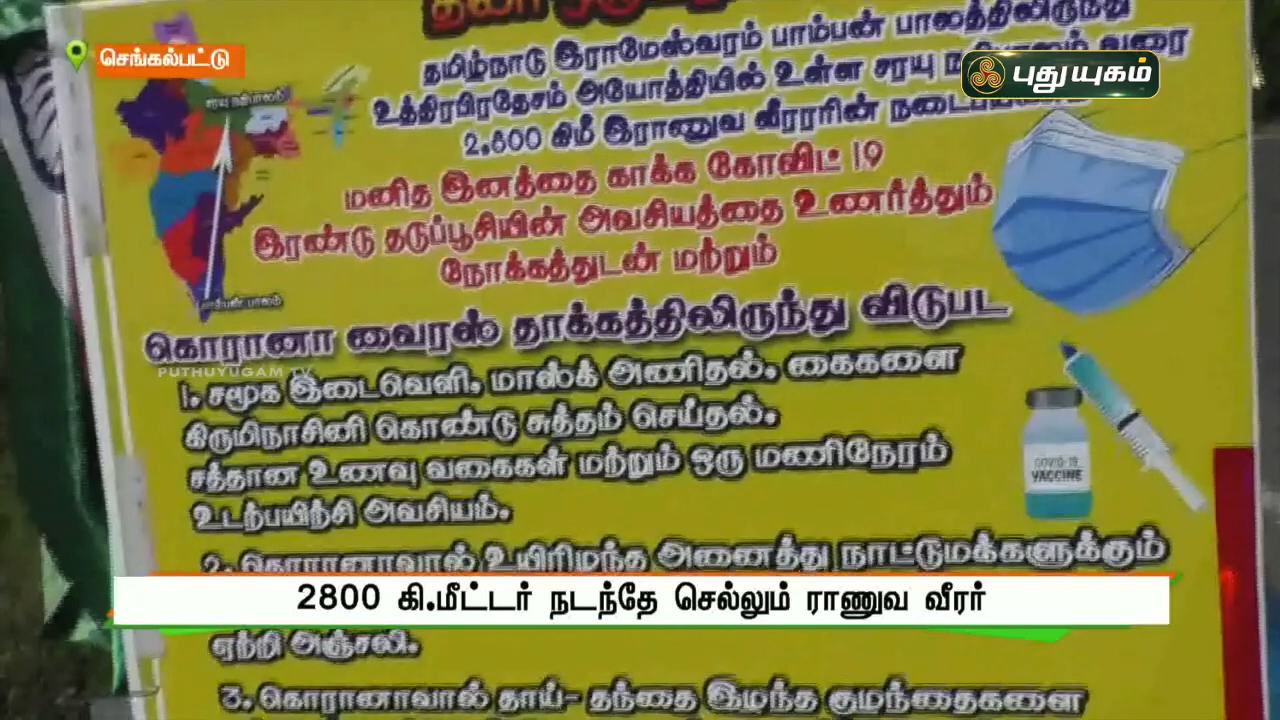 செங்கல்பட்டு
புதுயுகம்
தமிழ்நாடு இராமேஸ்வரம் பாம்பன் பாலத்திலிருந்து
உத்திரபிரதேசம் அயோத்தியில் உள்ள சரயு வரை
2,800 கிமீ இராணுவ வீரரின்
மனித இனத்தை காக்க கோவிட் 19
இரண்டு தடுப்பூசியின் அவசியத்தை உணர்த்தும்
நோக்கத்துடன் மற்றும்
கொரானா வைரஸ் தாக்கத்திலிருந்து விடுபட
PUTHUYUGAM TV
1. சமூக இடைவெளி, மாஸ்க் அணிதல், கைகளை
கிருமிநாசினி கொண்டு சுத்தம் செய்தல்.
சத்தான உணவு வகைகள் மற்றும் ஒரு மணிநேரம்
உடற்பயிற்சி அவசியம்.
COVID-19
VACCINE
2. கொரானாவால் உயிரிழந்த அனைத்து நாட்டுமக்களுக்கும்
2800 கி.மீட்டர் நடந்தே செல்லும் ராணுவ வீரர்
ஏற்றி அஞ்சலி.
3. கொரானாவால் தாய்- தந்தை இழந்த குழந்தைகளை